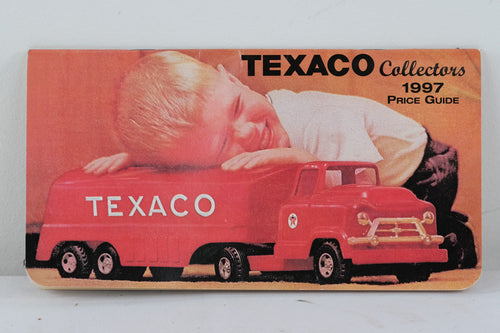 TEXACO Collectors
1997
PRICE GUIDE
TEXACO